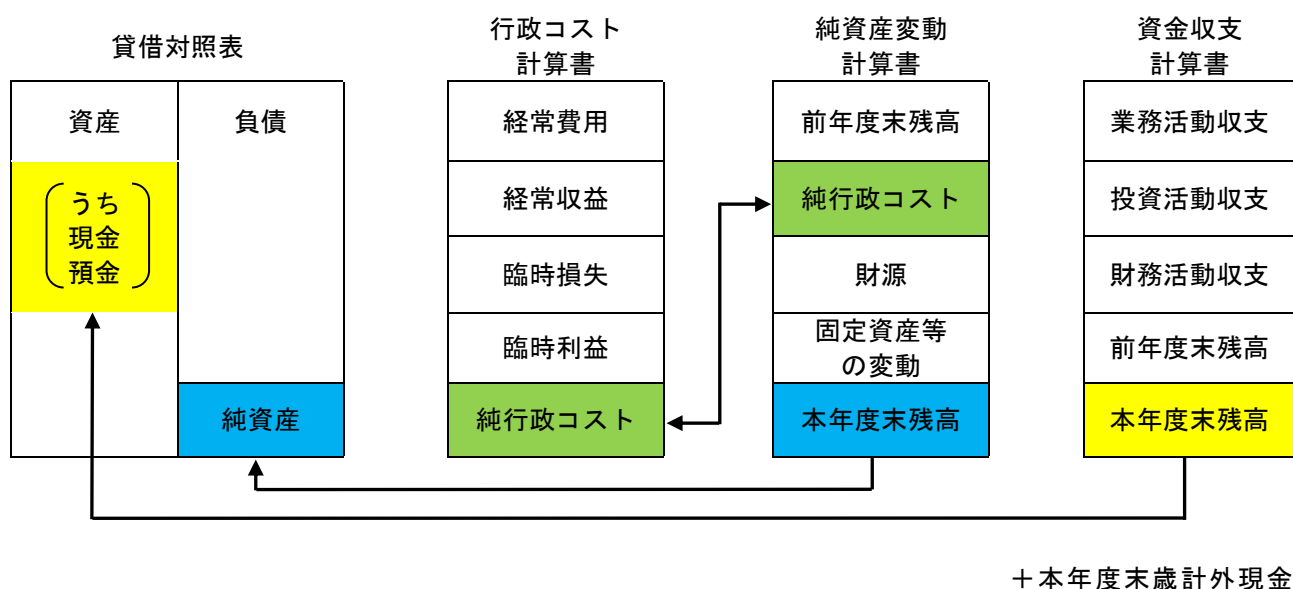 貸借対照表
資産
負債
うち
現金
預金
純資産
行政コスト
計算書
経常費用
経常収益
臨時損失
臨時利益
純行政コスト
純資産変動
計算書
前年度末残高
純行政コスト
財源
固定資産等
の変動
本年度末残高
資金収支
計算書
業務活動収支
投資活動収支
財務活動収支
前年度末残高
本年度末残高
＋本年度末歳計外現金